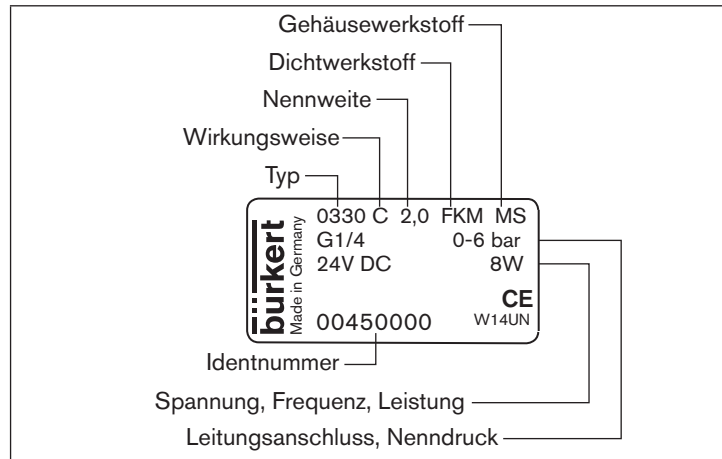 Gehäusewerkstoff
Dichtwerkstoff
Nennweite
Wirkungsweise
Typ
bürkert
Made in Germany
0330 C 2,0 FKM MS
G1/4 0-6 bar
24V DC 8W
CE
00450000 W14UN
Identnummer
Spannung, Frequenz, Leistung
Leitungsanschluss, Nenndruck